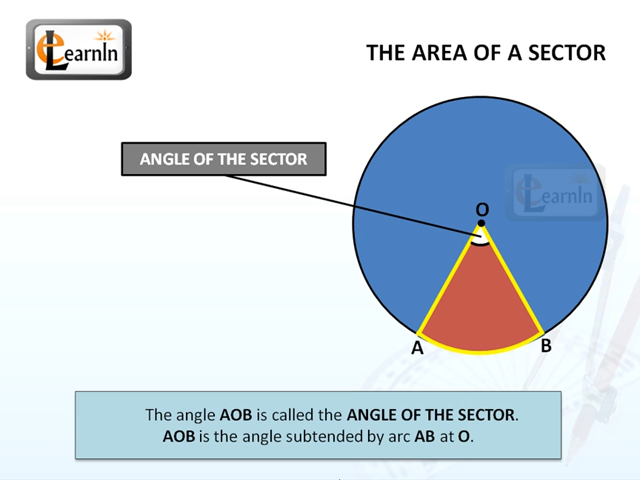 eLearnIn
THE AREA OF A SECTOR
ANGLE OF THE SECTOR
eLearnIn
O
A
B
The angle AOB is called the ANGLE OF THE SECTOR.
AOB is the angle subtended by arc AB at O.